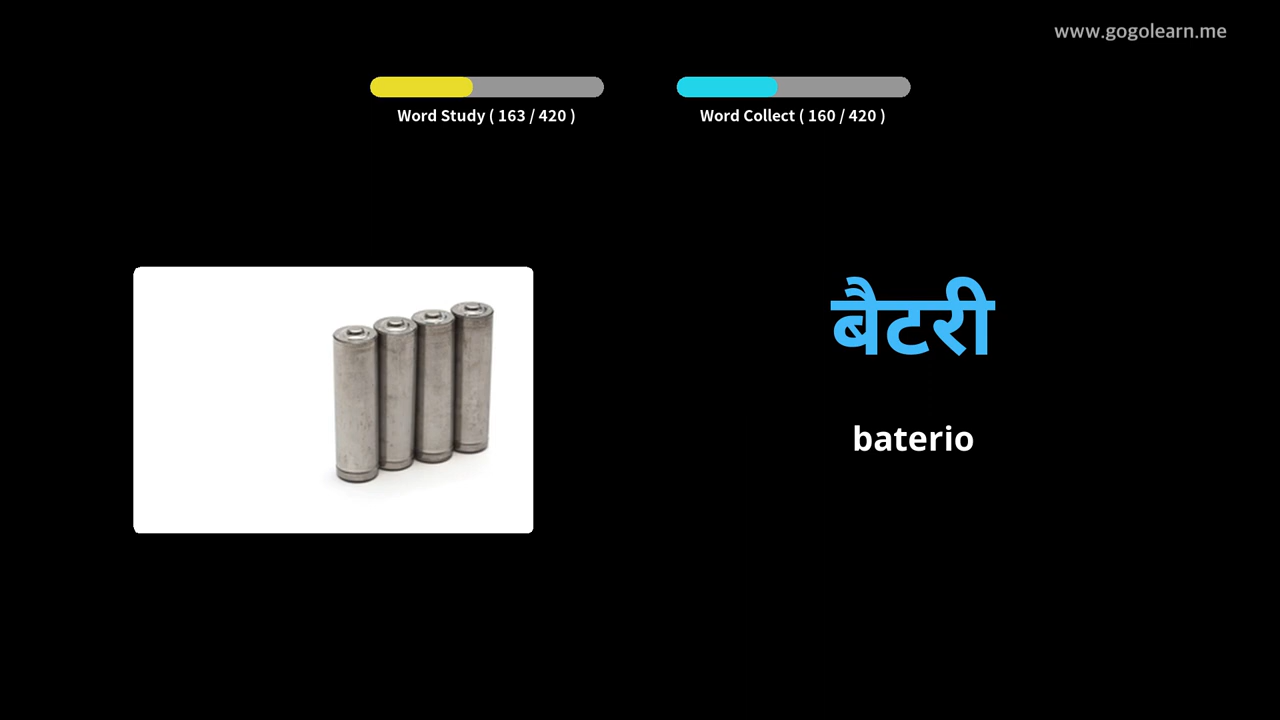 www.gogolearn.me
Word Study ( 163 / 420 )
Word Collect ( 160 / 420 )
बैटरी
baterio